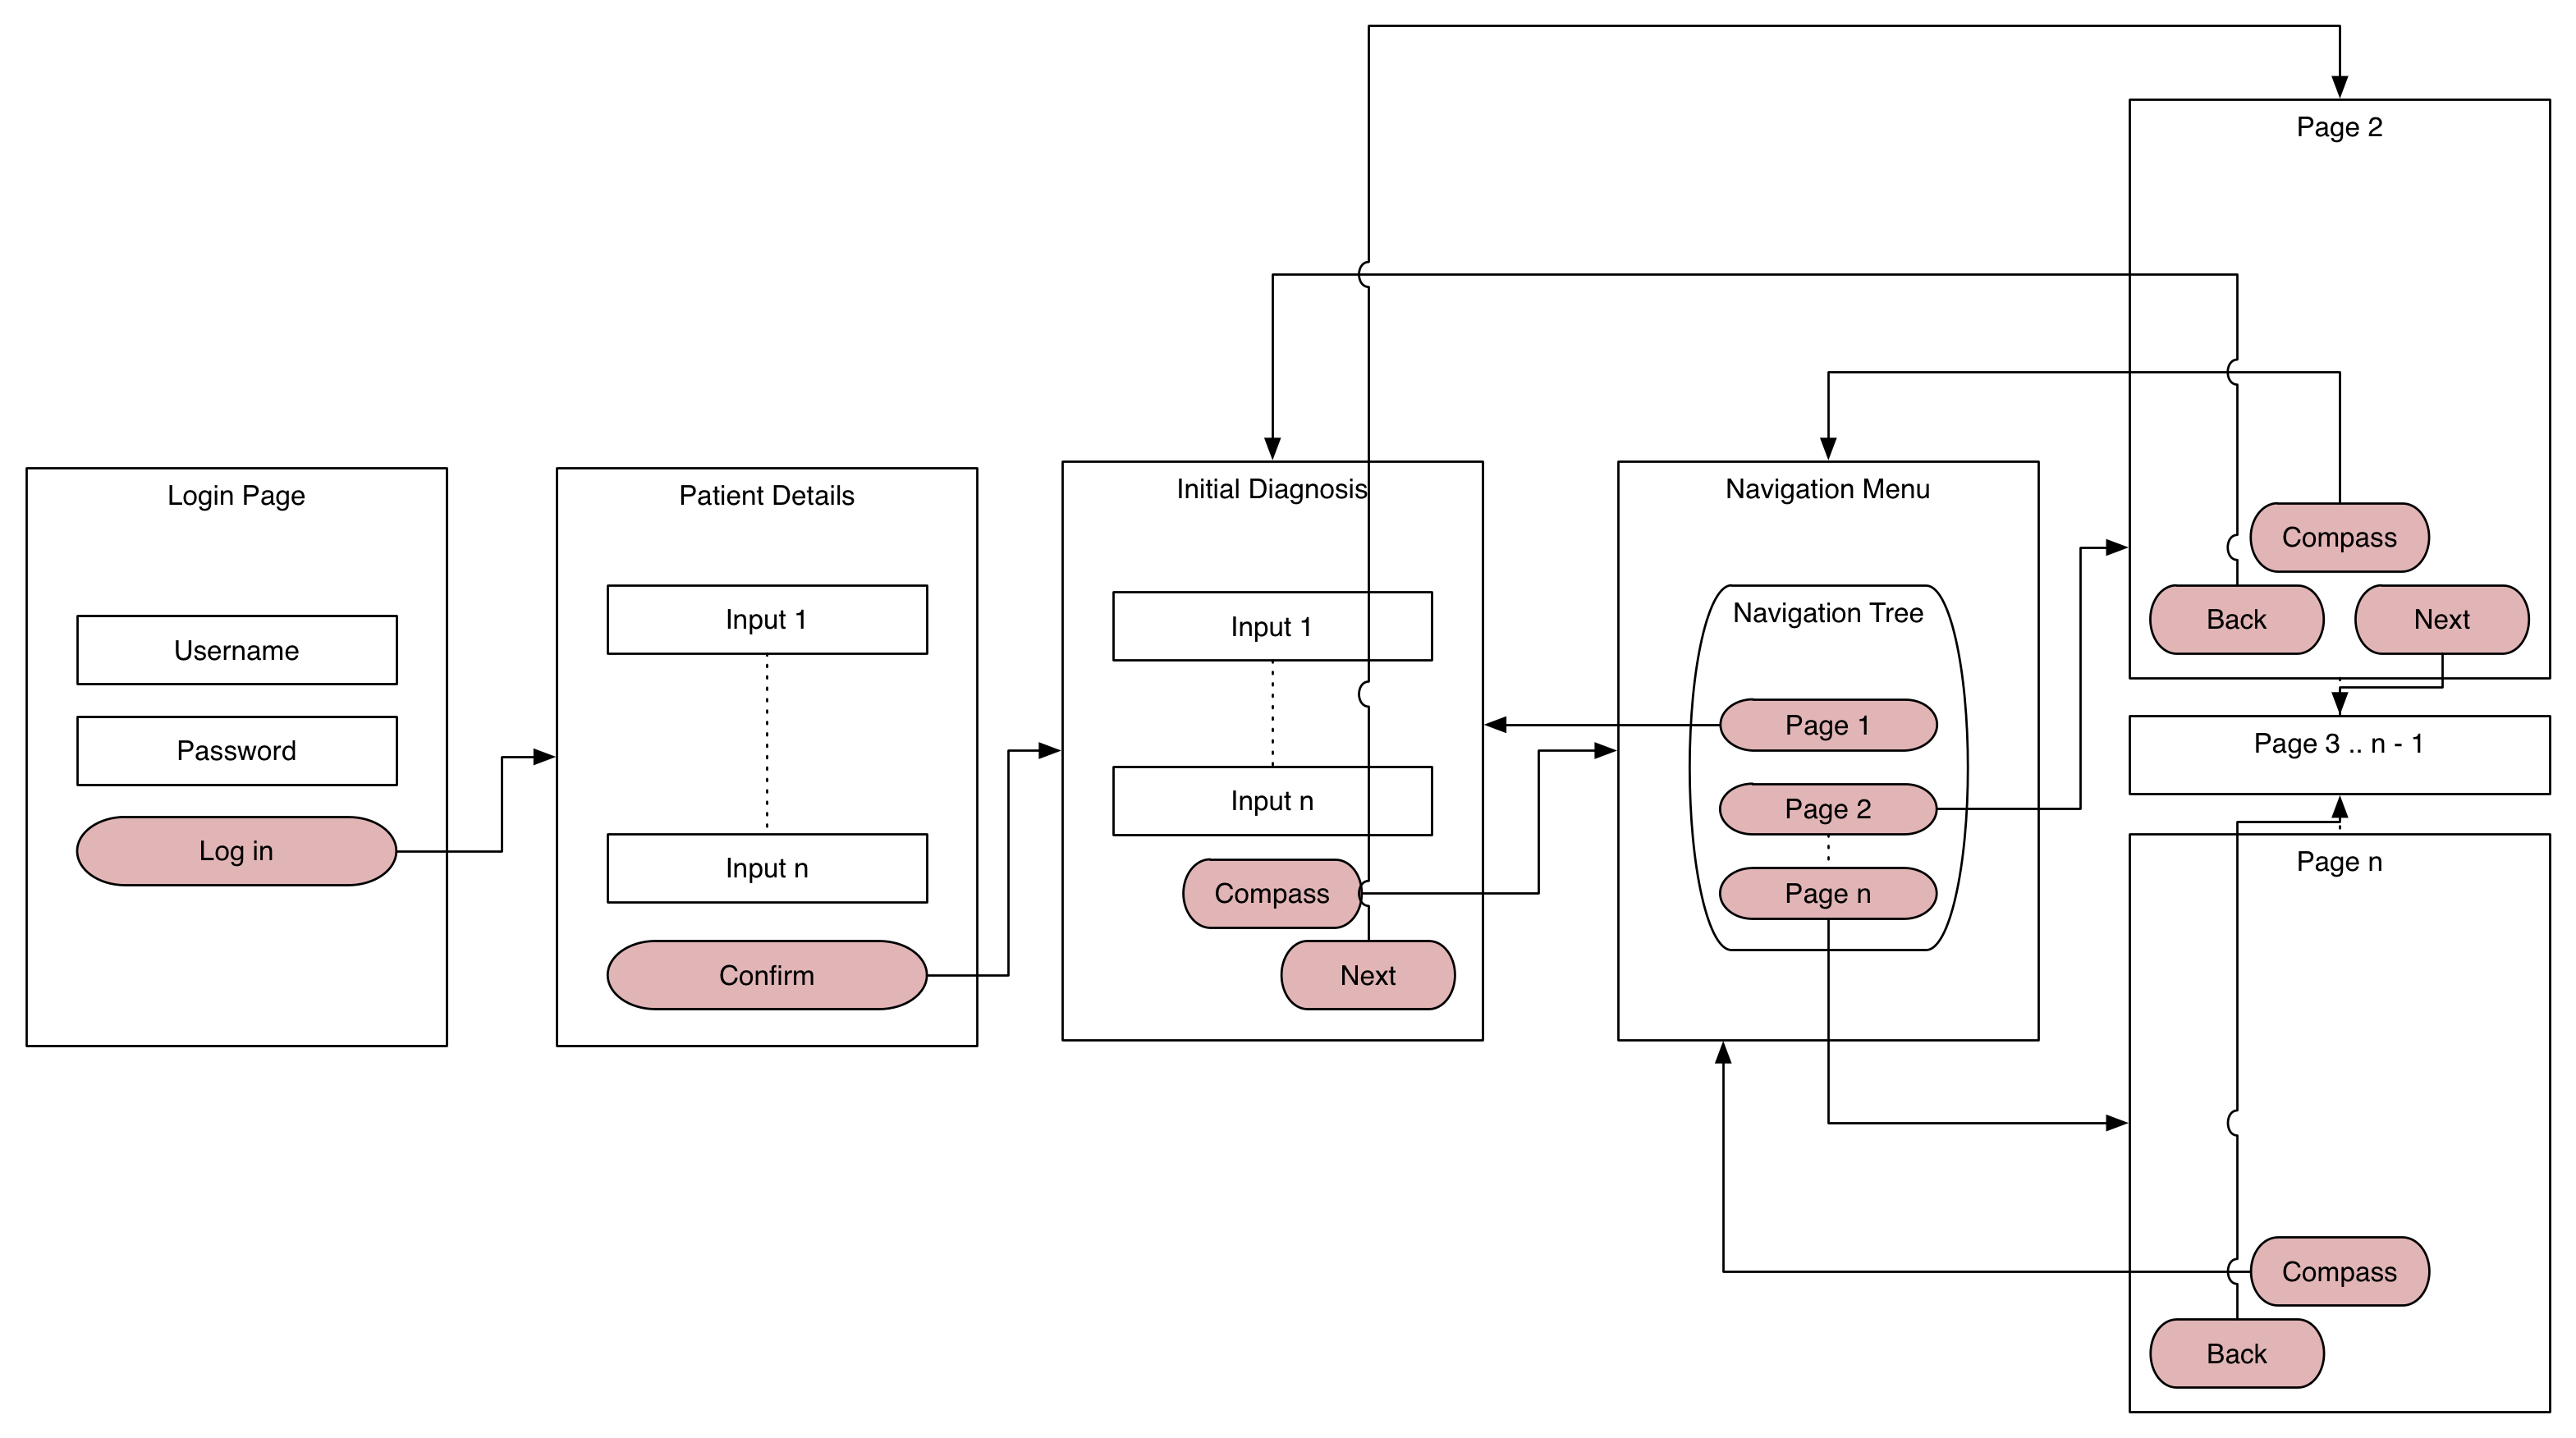 Login Page
Username
Password
Log in
Patient Details
Input 1
Input n
Confirm
Initial Diagnosis
Input 1
Input n
Compass
Next
Navigation Menu
Navigation Tree
Page 1
Page 2
Page n
Page 2
Compass
Back
Next
Page 3 .. n - 1
Page n
Compass
Back